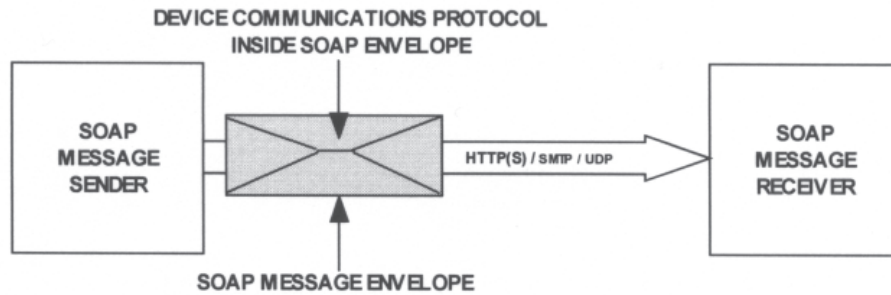 DEVICE COMMUNICATIONS PROTOCOL
INSIDE SOAP ENVELOPE
SOAP
MESSAGE
SENDER
HTTP(S) / SMTP / UDP
SOAP
MESSAGE
RECEIVER
SOAP MESSAGE ENVELOPE